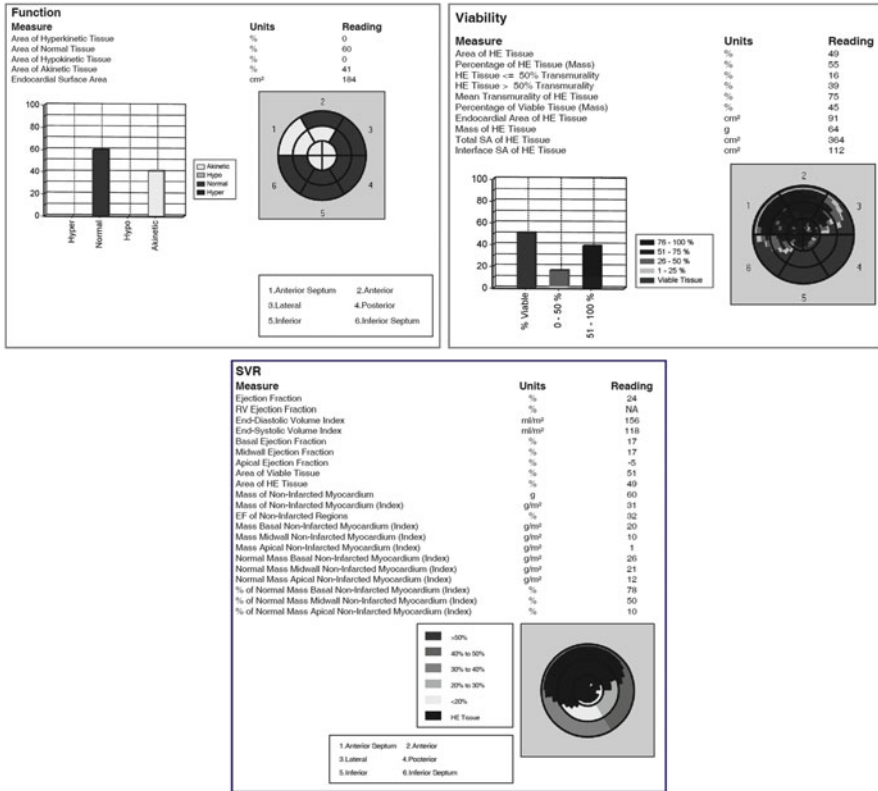 Function
Measure Units Reading
Area of Hyperkinetic Tissue % 0
Area of Normal Tissue % 60
Area of Hypokinetic Tissue % 0
Area of Akinetic Tissue % 41
Endocardial Surface Area cm² 184
100
80
60
40
20
0
Hyper
Normal
Hypo
Akinetic
Akinetic
Hypo
Normal
Hyper
1
2
3
4
5
6
1.Anterior Septum 2.Anterior
3.Lateral 4.Posterior
5.Inferior 6.Inferior Septum
Viability
Measure Units Reading
Area of HE Tissue % 49
Percentage of HE Tissue (Mass) % 55
HE Tissue <= 50% Transmurality % 16
HE Tissue > 50% Transmurality % 39
Mean Transmurality of HE Tissue % 75
Percentage of Viable Tissue (Mass) % 45
Endocardial Area of HE Tissue cm² 91
Mass of HE Tissue g 64
Total SA of HE Tissue cm² 364
Interface SA of HE Tissue cm² 112
100
80
60
40
20
0
% Viable
0 - 50 %
51 - 100 %
76 - 100 %
51 - 75 %
26 - 50 %
1 - 25 %
Viable Tissue
1
2
3
4
5
6
SVR
Measure Units Reading
Ejection Fraction % 24
RV Ejection Fraction % NA
End-Diastolic Volume Index ml/m² 156
End-Systolic Volume Index ml/m² 118
Basal Ejection Fraction % 17
Midwall Ejection Fraction % 17
Apical Ejection Fraction % -5
Area of Viable Tissue % 51
Area of HE Tissue % 49
Mass of Non-Infarcted Myocardium g 60
Mass of Non-Infarcted Myocardium (Index) g/m² 31
EF of Non-Infarcted Regions % 32
Mass Basal Non-Infarcted Myocardium (Index) g/m² 20
Mass Midwall Non-Infarcted Myocardium (Index) g/m² 10
Mass Apical Non-Infarcted Myocardium (Index) g/m² 1
Normal Mass Basal Non-Infarcted Myocardium (Index) g/m² 26
Normal Mass Midwall Non-Infarcted Myocardium (Index) g/m² 21
Normal Mass Apical Non-Infarcted Myocardium (Index) g/m² 12
% of Normal Mass Basal Non-Infarcted Myocardium (Index) % 78
% of Normal Mass Midwall Non-Infarcted Myocardium (Index) % 50
% of Normal Mass Apical Non-Infarcted Myocardium (Index) % 10
>50%
40% to 50%
30% to 40%
20% to 30%
<20%
HE Tissue
1.Anterior Septum 2.Anterior
3.Lateral 4.Posterior
5.Inferior 6.Inferior Septum